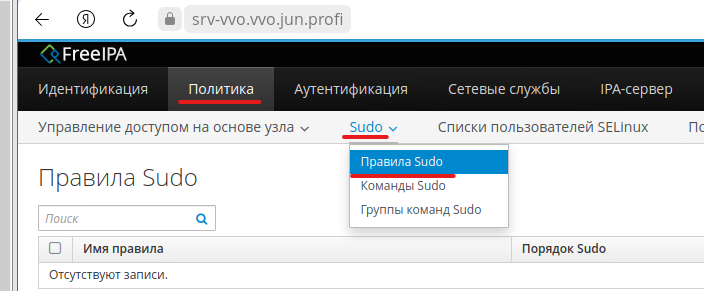 srv-vvo.vvo.jun.profi
FreeIPA
Идентификация Политика Аутентификация Сетевые службы IPA-сервер
Управление доступом на основе узла Sudo Списки пользователей SELinux По
Правила Sudo
Команды Sudo
Группы команд Sudo
Правила Sudo
Поиск
Имя правила Порядок Sudo
Отсутствуют записи.